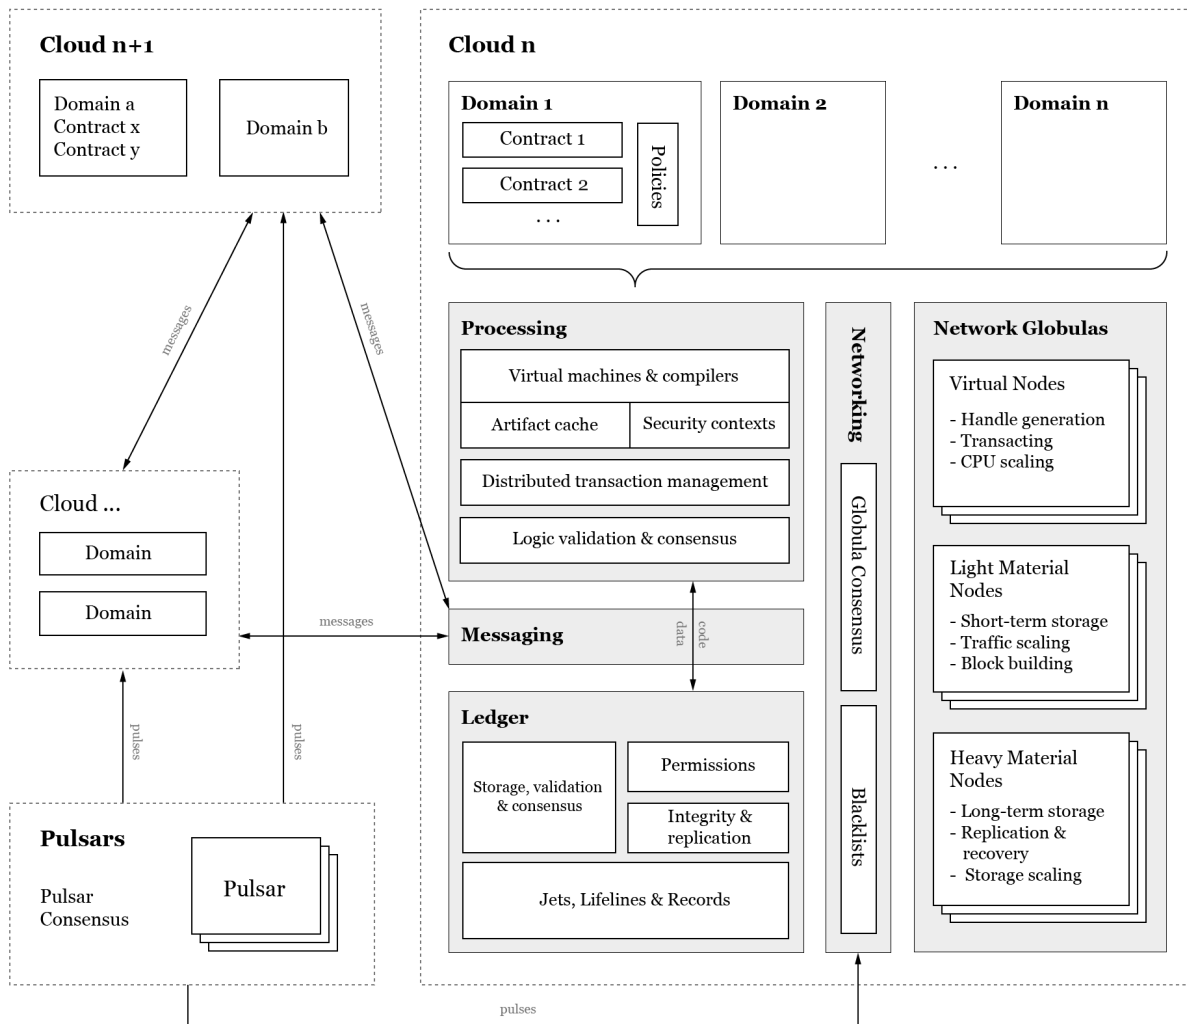 Cloud n+1
Domain a
Contract x
Contract y
Domain b
Cloud n
Domain 1
Contract 1
Contract 2
...
Policies
Domain 2
...
Domain n
messages
messages
Processing
Virtual machines & compilers
Artifact cache
Security contexts
Distributed transaction management
Logic validation & consensus
Networking
Globula Consensus
Blacklists
Network Globulas
Virtual Nodes
- Handle generation
- Transacting
- CPU scaling
Light Material
Nodes
- Short-term storage
- Traffic scaling
- Block building
Heavy Material
Nodes
- Long-term storage
- Replication &
recovery
- Storage scaling
Cloud ...
Domain
Domain
messages
Messaging
data
code
Ledger
Storage, validation
& consensus
Permissions
Integrity &
replication
Jets, Lifelines & Records
pulses
pulses
Pulsars
Pulsar
Consensus
Pulsar
pulses